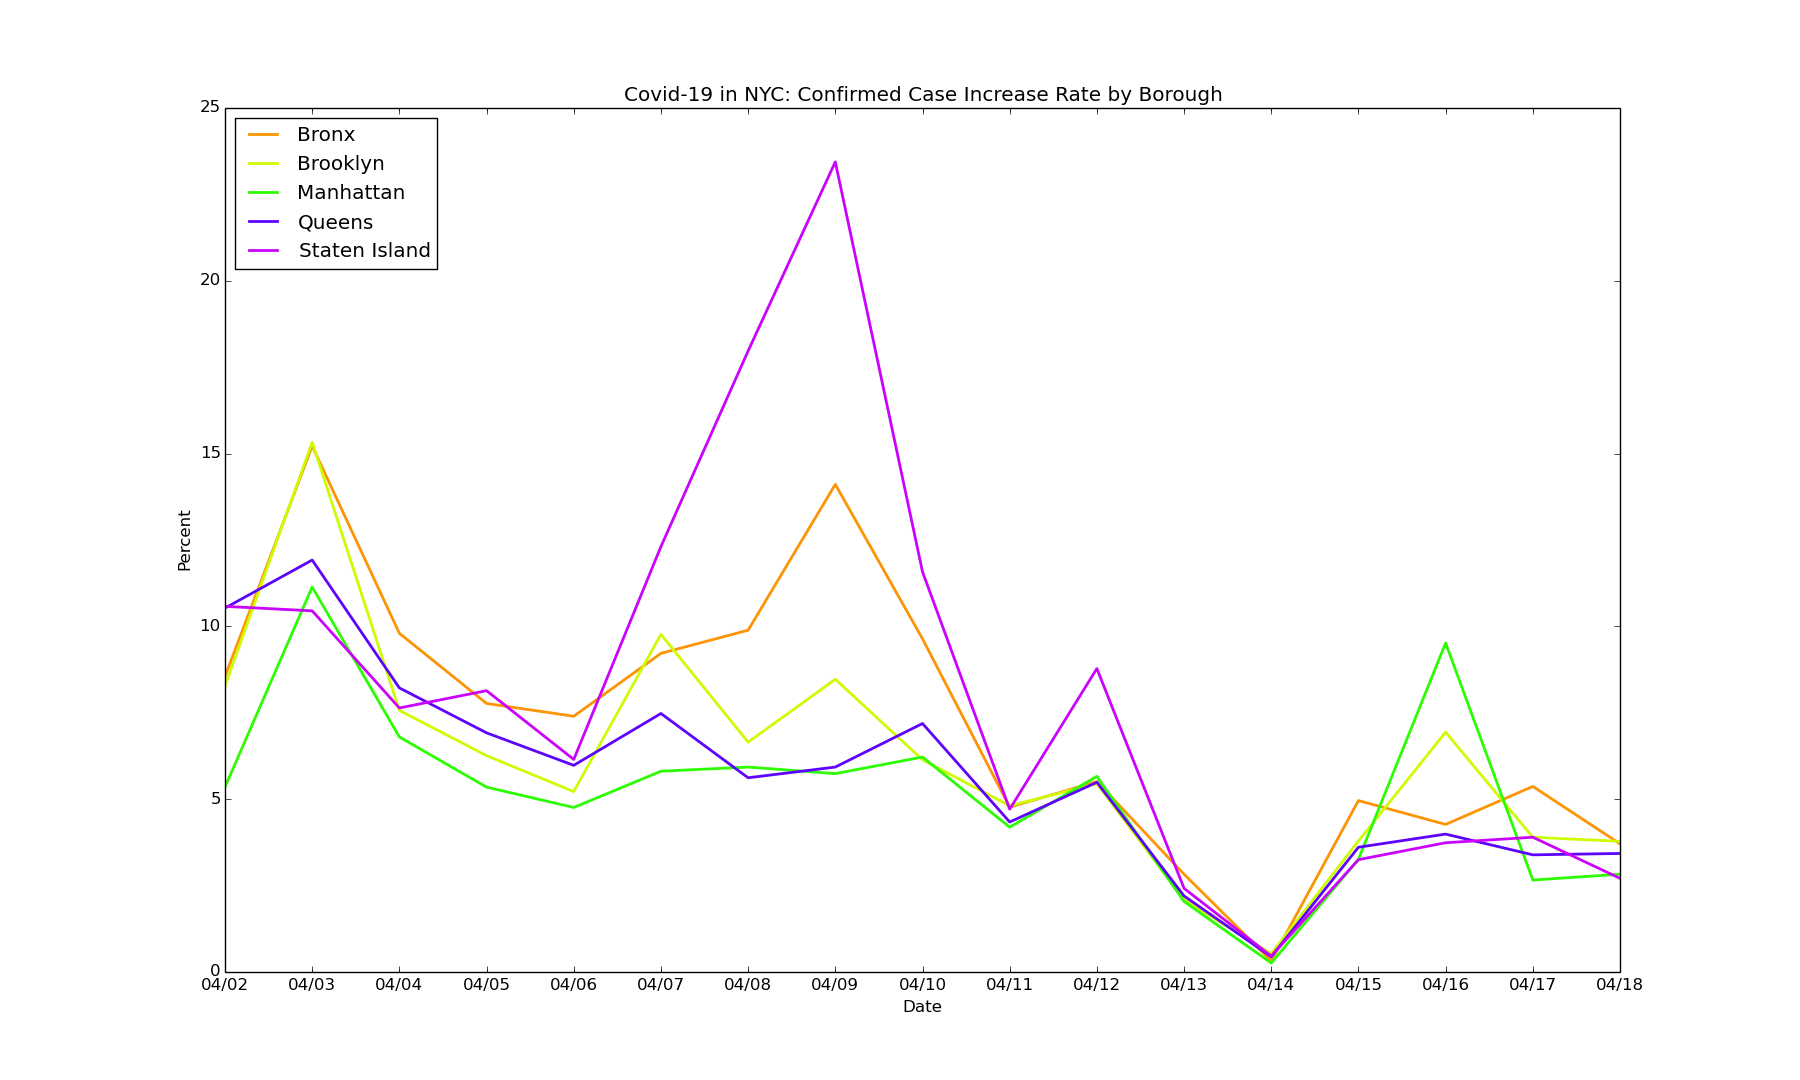 Covid-19 in NYC: Confirmed Case Increase Rate by Borough
25
20
15
10
5
0
Percent
Bronx
Brooklyn
Manhattan
Queens
Staten Island
04/02 04/03 04/04 04/05 04/06 04/07 04/08 04/09 04/10 04/11 04/12 04/13 04/14 04/15 04/16 04/17 04/18
Date